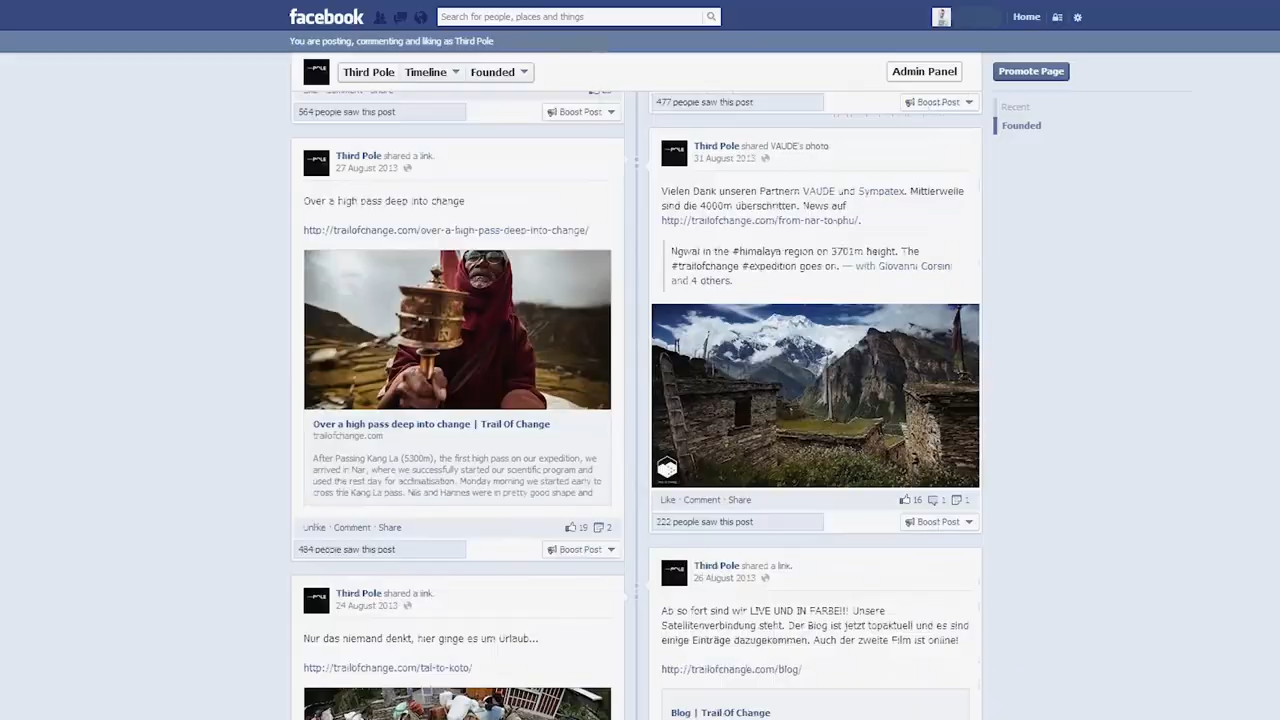 facebook
Search for people, places and things
Home
You are posting, commenting and liking as Third Pole
Third Pole
Timeline
Founded
Admin Panel
Promote Page
Recent
Founded
564 people saw this post
Boost Post
Third Pole shared a link.
27 August 2013
Over a high pass deep into change
http://trailofchange.com/over-a-high-pass-deep-into-change/
Over a high pass deep into change | Trail Of Change
trailofchange.com
After Passing Kang La (5300m), the first high pass on our expedition, we
arrived in Nar, where we successfully started our scientific program and
used the rest day for acclimatisation. Monday morning we started early to
cross the Kang La pass. Nils and Hannes were in pretty good shape and
Unlike · Comment · Share
19 2
484 people saw this post
Boost Post
Third Pole shared a link.
24 August 2013
Nur das niemand denkt, hier ginge es um Urlaub...
http://trailofchange.com/tal-to-koto/
477 people saw this post
Boost Post
Third Pole shared VAUDE's photo.
31 August 2013
Vielen Dank unseren Partnern VAUDE und Sympatex. Mittlerweile
sind die 4000m überschritten. News auf
http://trailofchange.com/from-nar-to-phu/.
Ngwal in the #himalaya region on 3701m height. The
#trailofchange #expedition goes on. — with Giovanni Corsini
and 4 others.
Like · Comment · Share
16 1 1
222 people saw this post
Boost Post
Third Pole shared a link.
26 August 2013
Ab so fort sind wir LIVE UND IN FARBE!!! Unsere
Satellitenverbindung steht. Der Blog ist jetzt topaktuell und es sind
einige Einträge dazugekommen. Auch der zweite Film ist online!
http://trailofchange.com/blog/
Blog | Trail Of Change